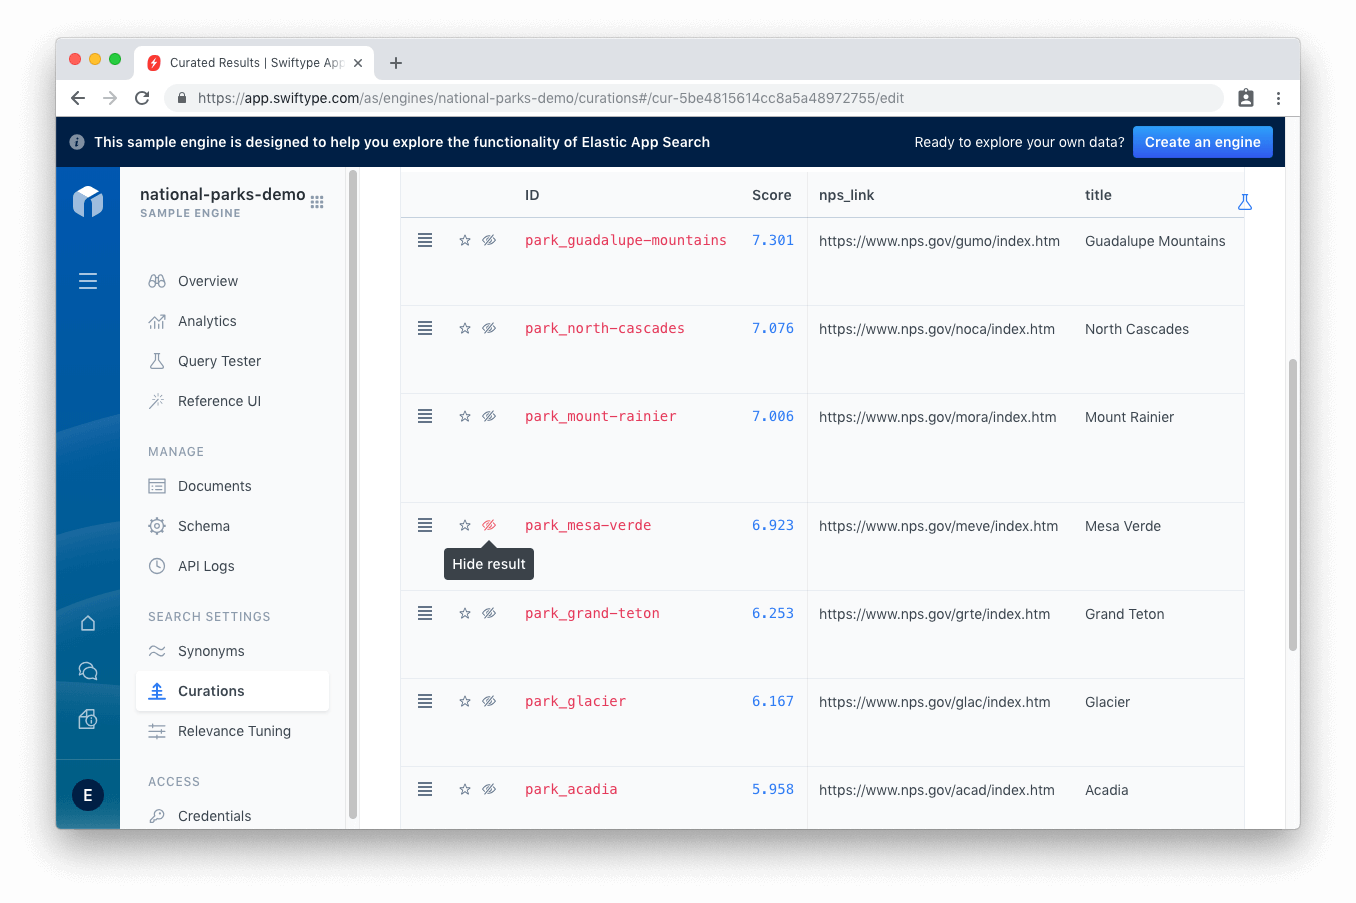 Curated Results | Swiftype App
https://app.swiftype.com/as/engines/national-parks-demo/curations#/cur-5be4815614cc8a5a48972755/edit
This sample engine is designed to help you explore the functionality of Elastic App Search
Ready to explore your own data?
Create an engine
national-parks-demo
SAMPLE ENGINE
Overview
Analytics
Query Tester
Reference UI
MANAGE
Documents
Schema
API Logs
SEARCH SETTINGS
Synonyms
Curations
Relevance Tuning
ACCESS
Credentials
E
ID Score nps_link title
park_guadalupe-mountains 7.301 https://www.nps.gov/gumo/index.htm Guadalupe Mountains
park_north-cascades 7.076 https://www.nps.gov/noca/index.htm North Cascades
park_mount-rainier 7.006 https://www.nps.gov/mora/index.htm Mount Rainier
park_mesa-verde 6.923 https://www.nps.gov/meve/index.htm Mesa Verde
Hide result
park_grand-teton 6.253 https://www.nps.gov/grte/index.htm Grand Teton
park_glacier 6.167 https://www.nps.gov/glac/index.htm Glacier
park_acadia 5.958 https://www.nps.gov/acad/index.htm Acadia